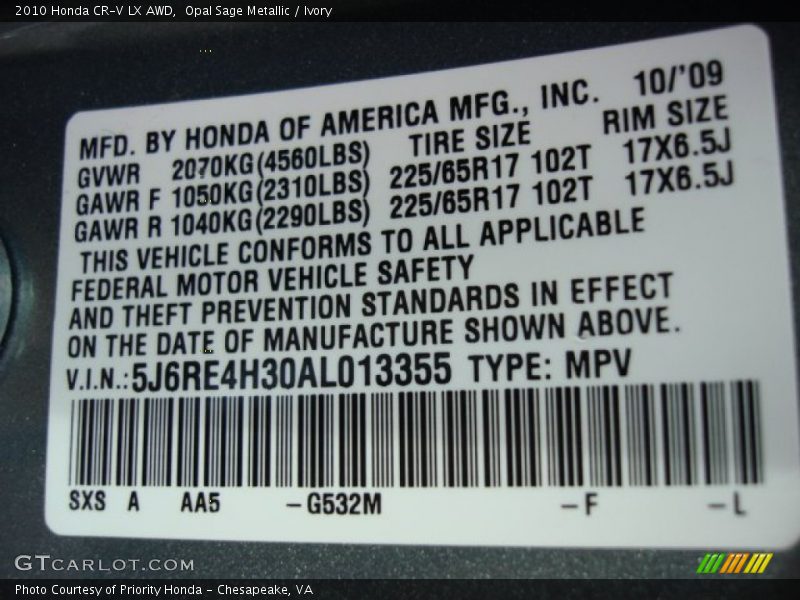 2010 Honda CR-V LX AWD,  Opal Sage Metallic / Ivory
MFD. BY HONDA OF AMERICA MFG., INC. 10/'09
GVWR 2070KG(4560LBS) TIRE SIZE RIM SIZE
GAWR F 1050KG(2310LBS) 225/65R17 102T 17X6.5J
GAWR R 1040KG(2290LBS) 225/65R17 102T 17X6.5J
THIS VEHICLE CONFORMS TO ALL APPLICABLE
FEDERAL MOTOR VEHICLE SAFETY
AND THEFT PREVENTION STANDARDS IN EFFECT
ON THE DATE OF MANUFACTURE SHOWN ABOVE.
V.I.N.:5J6RE4H30AL013355 TYPE: MPV
SXS A AA5 -G532M -F -L
GTCARLOT.COM
Photo Courtesy of Priority Honda - Chesapeake, VA